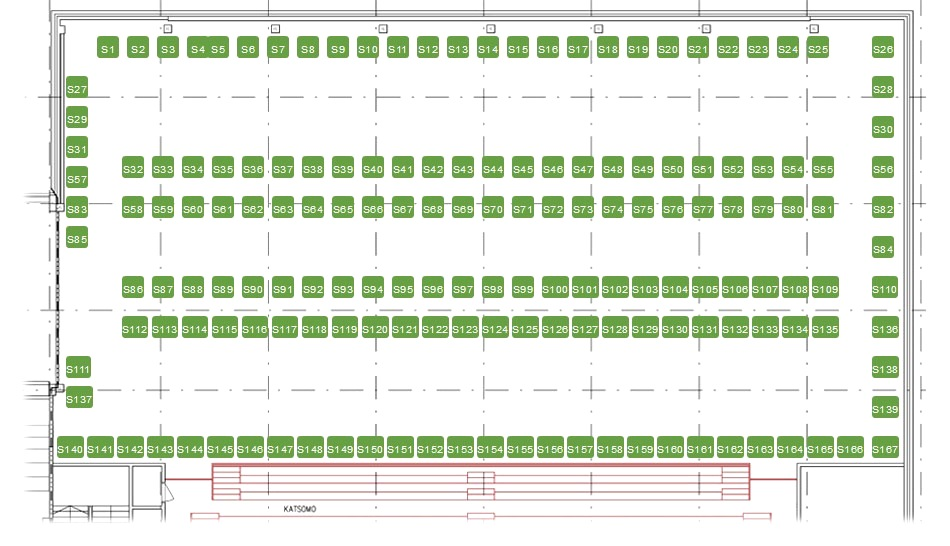 S1 S2 S3 S4 S5 S6 S7 S8 S9 S10 S11 S12 S13 S14 S15 S16 S17 S18 S19 S20 S21 S22 S23 S24 S25 S26
S27 S28
S29 S30
S31
S32 S33 S34 S35 S36 S37 S38 S39 S40 S41 S42 S43 S44 S45 S46 S47 S48 S49 S50 S51 S52 S53 S54 S55 S56
S57
S83 S58 S59 S60 S61 S62 S63 S64 S65 S66 S67 S68 S69 S70 S71 S72 S73 S74 S75 S76 S77 S78 S79 S80 S81 S82
S85 S84
S86 S87 S88 S89 S90 S91 S92 S93 S94 S95 S96 S97 S98 S99 S100 S101 S102 S103 S104 S105 S106 S107 S108 S109 S110
S112 S113 S114 S115 S116 S117 S118 S119 S120 S121 S122 S123 S124 S125 S126 S127 S128 S129 S130 S131 S132 S133 S134 S135 S136
S111 S138
S137 S139
S140 S141 S142 S143 S144 S145 S146 S147 S148 S149 S150 S151 S152 S153 S154 S155 S156 S157 S158 S159 S160 S161 S162 S163 S164 S165 S166 S167
KATSOMO